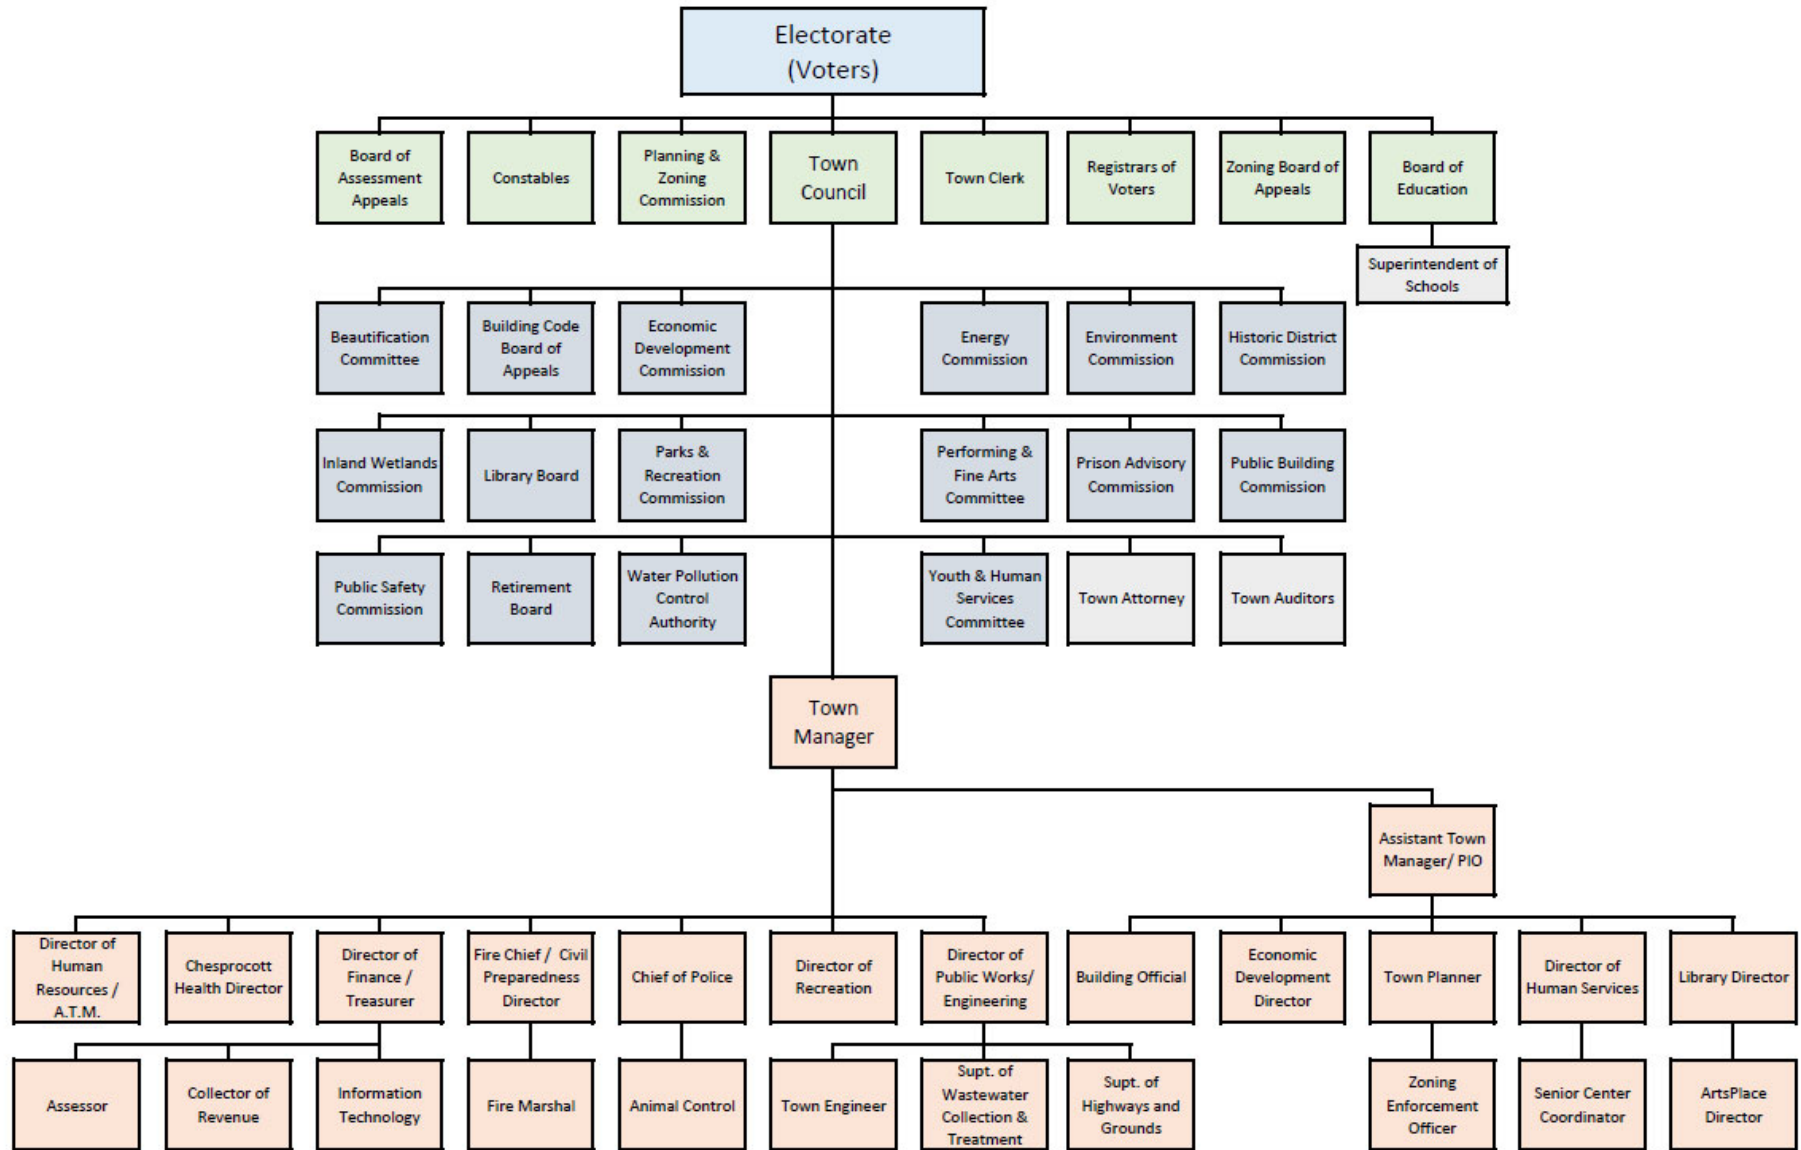 Electorate
(Voters)
Board of
Assessment
Appeals
Constables
Planning &
Zoning
Commission
Town
Council
Town Clerk
Registrars of
Voters
Zoning Board of
Appeals
Board of
Education
Superintendent of
Schools
Beautification
Committee
Building Code
Board of
Appeals
Economic
Development
Commission
Energy
Commission
Environment
Commission
Historic District
Commission
Inland Wetlands
Commission
Library Board
Parks &
Recreation
Commission
Performing &
Fine Arts
Committee
Prison Advisory
Commission
Public Building
Commission
Public Safety
Commission
Retirement
Board
Water Pollution
Control
Authority
Youth & Human
Services
Committee
Town Attorney
Town Auditors
Town
Manager
Assistant Town
Manager/ PIO
Director of
Human
Resources /
A.T.M.
Chesprocott
Health Director
Director of
Finance /
Treasurer
Fire Chief / Civil
Preparedness
Director
Chief of Police
Director of
Recreation
Director of
Public Works/
Engineering
Building Official
Economic
Development
Director
Town Planner
Director of
Human Services
Library Director
Assessor
Collector of
Revenue
Information
Technology
Fire Marshal
Animal Control
Town Engineer
Supt. of
Wastewater
Collection &
Treatment
Supt. of
Highways and
Grounds
Zoning
Enforcement
Officer
Senior Center
Coordinator
ArtsPlace
Director